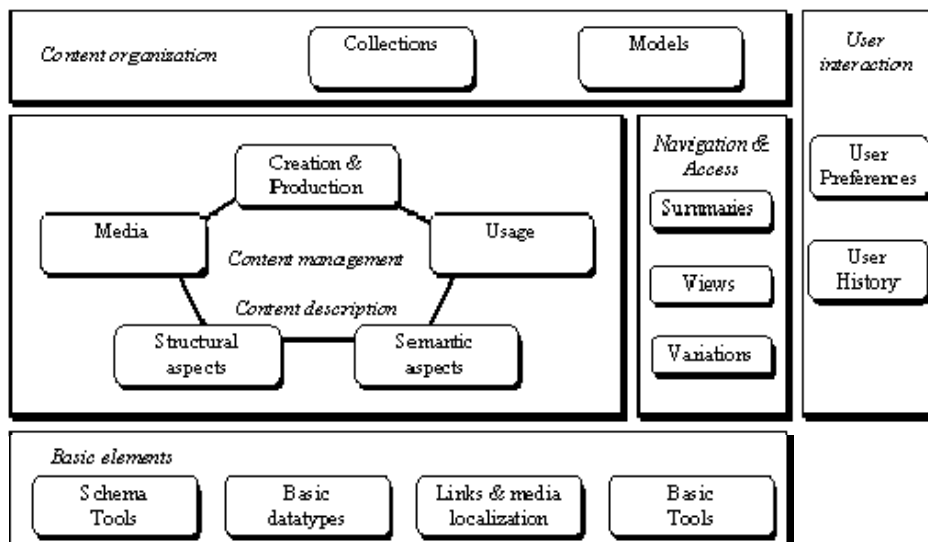 Content organization
Collections
Models
User
interaction
Creation &
Production
Media
Usage
Content management
Content description
Structural
aspects
Semantic
aspects
Navigation &
Access
Summaries
Views
Variations
User
Preferences
User
History
Basic elements
Schema
Tools
Basic
datatypes
Links & media
localization
Basic
Tools